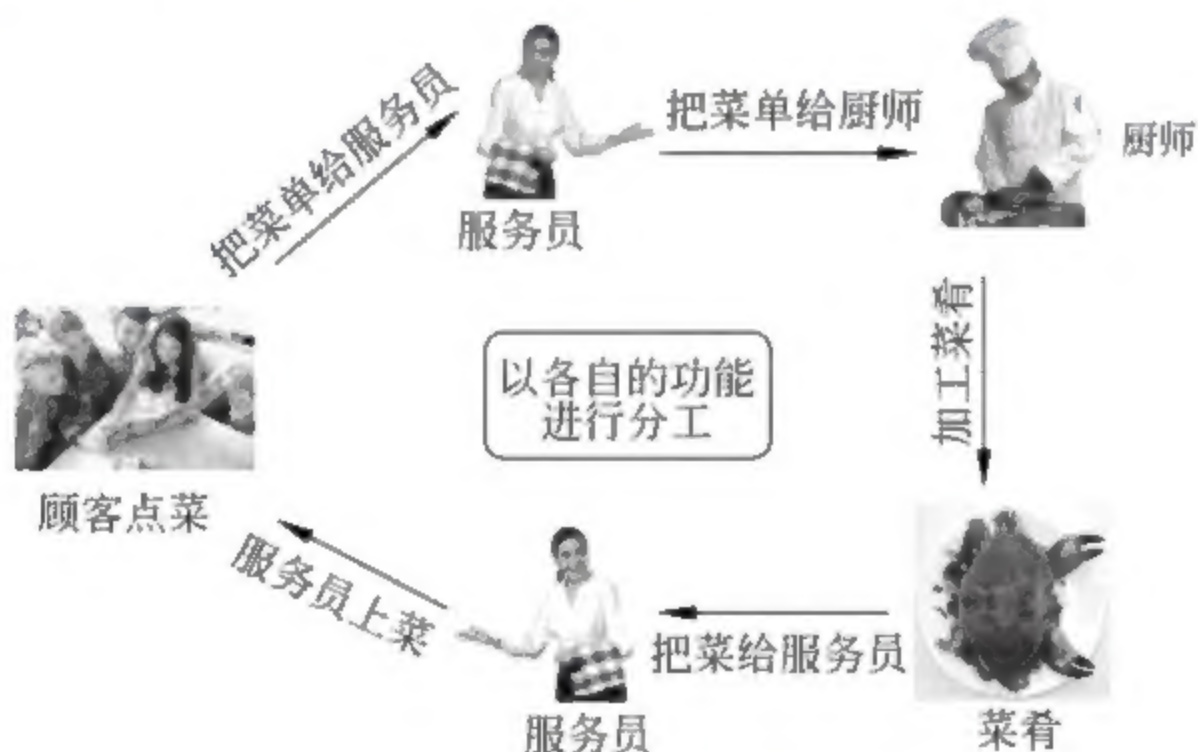 把菜单给服务员
服务员
把菜单给厨师
厨师
加工菜肴
以各自的功能
进行分工
顾客点菜
服务员上菜
服务员
把菜给服务员
菜肴